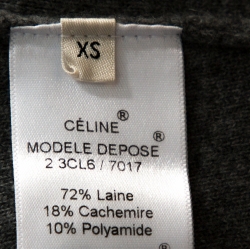 XS
CÉLINE®
MODELE DEPOSE®
2 3CL6 / 7017
72% Laine
18% Cachemire
10% Polyamide®